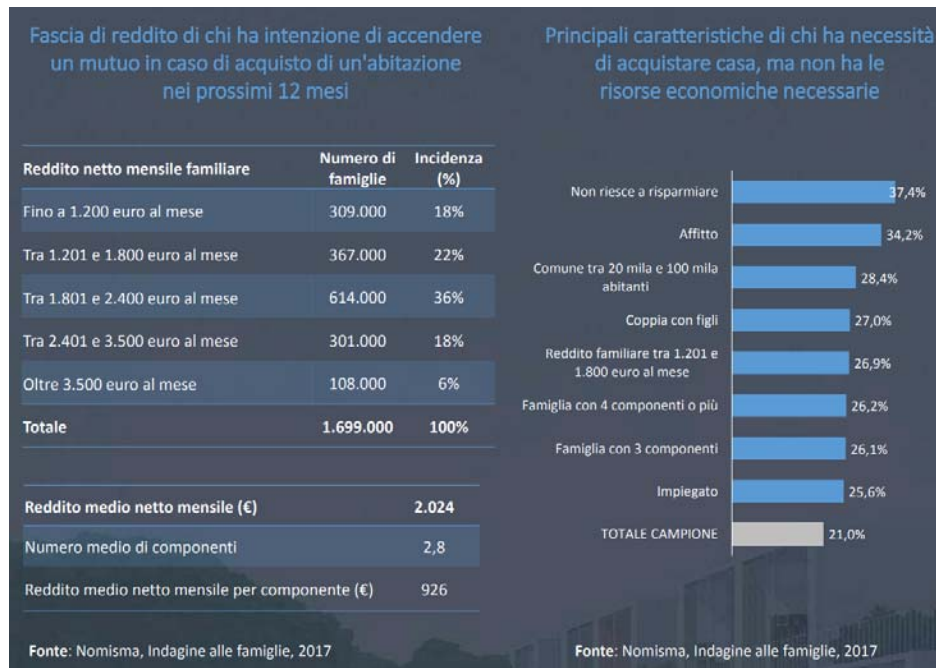 Fascia di reddito di chi ha intenzione di accendere
un mutuo in caso di acquisto di un'abitazione
nei prossimi 12 mesi
Reddito netto mensile familiare Numero di famiglie Incidenza (%)
Fino a 1.200 euro al mese 309.000 18%
Tra 1.201 e 1.800 euro al mese 367.000 22%
Tra 1.801 e 2.400 euro al mese 614.000 36%
Tra 2.401 e 3.500 euro al mese 301.000 18%
Oltre 3.500 euro al mese 108.000 6%
Totale 1.699.000 100%
Reddito medio netto mensile (€) 2.024
Numero medio di componenti 2,8
Reddito medio netto mensile per componente (€) 926
Fonte: Nomisma, Indagine alle famiglie, 2017
Principali caratteristiche di chi ha necessità
di acquistare casa, ma non ha le
risorse economiche necessarie
Non riesce a risparmiare 37,4%
Affitto 34,2%
Comune tra 20 mila e 100 mila
abitanti 28,4%
Coppia con figli 27,0%
Reddito familiare tra 1.201 e
1.800 euro al mese 26,9%
Famiglia con 4 componenti o più 26,2%
Famiglia con 3 componenti 26,1%
Impiegato 25,6%
TOTALE CAMPIONE 21,0%
Fonte: Nomisma, Indagine alle famiglie, 2017